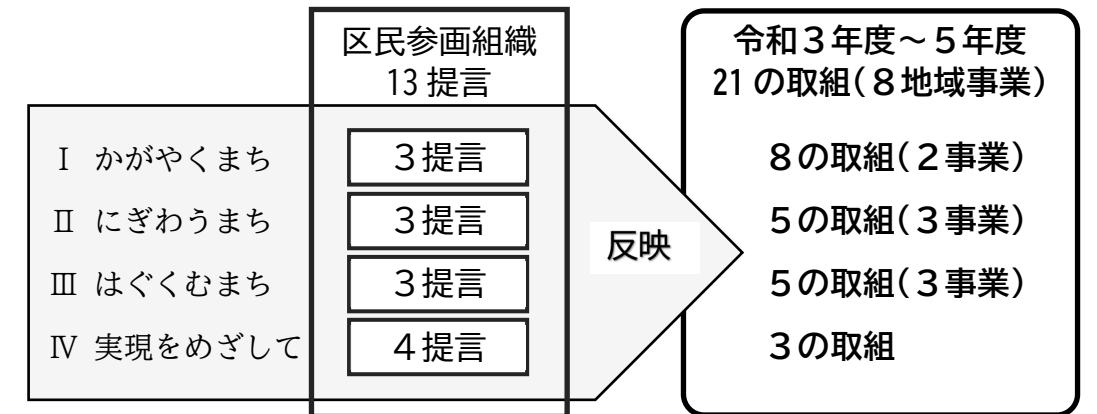 区民参画組織
13提言
令和３年度～５年度
21の取組(８地域事業)
Ⅰ かがやくまち
３提言
８の取組(２事業)
Ⅱ にぎわうまち
３提言
５の取組(３事業)
反映
Ⅲ はぐくむまち
３提言
５の取組(３事業)
Ⅳ 実現をめざして
４提言
３の取組